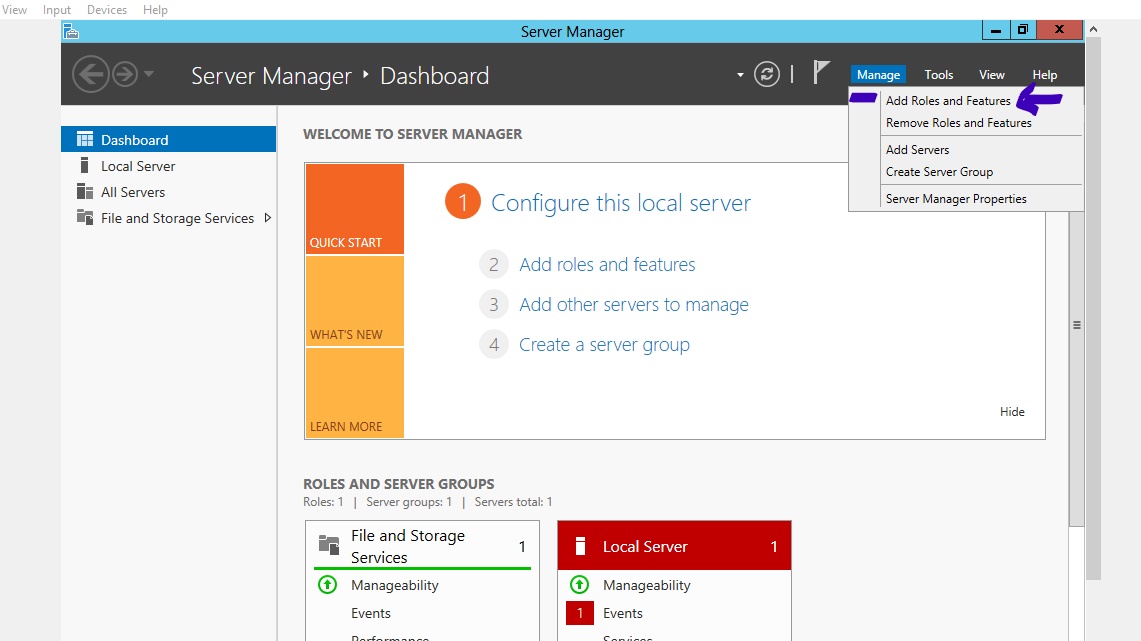 View Input Devices Help
Server Manager
Server Manager Dashboard
Manage Tools View Help
Add Roles and Features
Remove Roles and Features
Add Servers
Create Server Group
Server Manager Properties
Dashboard
Local Server
All Servers
File and Storage Services
WELCOME TO SERVER MANAGER
QUICK START
WHAT'S NEW
LEARN MORE
1 Configure this local server
2 Add roles and features
3 Add other servers to manage
4 Create a server group
Hide
ROLES AND SERVER GROUPS
Roles: 1 | Server groups: 1 | Servers total: 1
File and Storage
Services 1
Manageability
Events
Performance
Local Server 1
Manageability
1 Events
Services